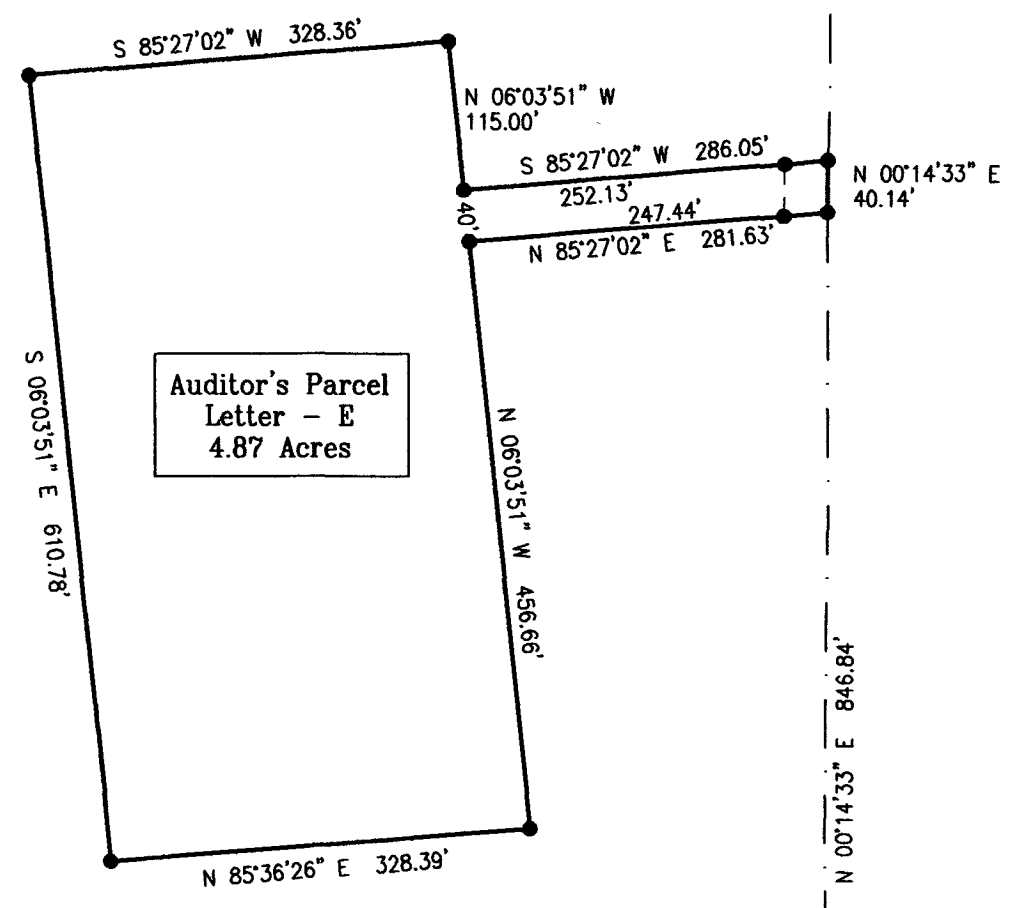 S 85°27'02" W 328.36'
N 06°03'51" W
115.00'
S 85°27'02" W 286.05'
252.13'
N 00°14'33" E
40.14'
40'
247.44'
N 85°27'02" E 281.63'
S 06°03'51" E 610.78'
Auditor's Parcel
Letter - E
4.87 Acres
N 06°03'51" W 456.66'
N 00°14'33" E 846.84'
N 85°36'26" E 328.39'